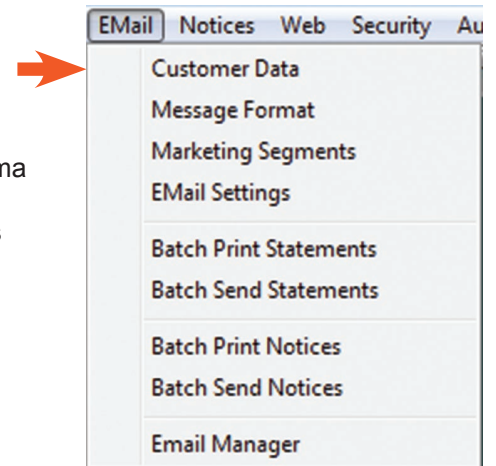 EMail Notices Web Security
Customer Data
Message Format
Marketing Segments
EMail Settings
Batch Print Statements
Batch Send Statements
Batch Print Notices
Batch Send Notices
Email Manager